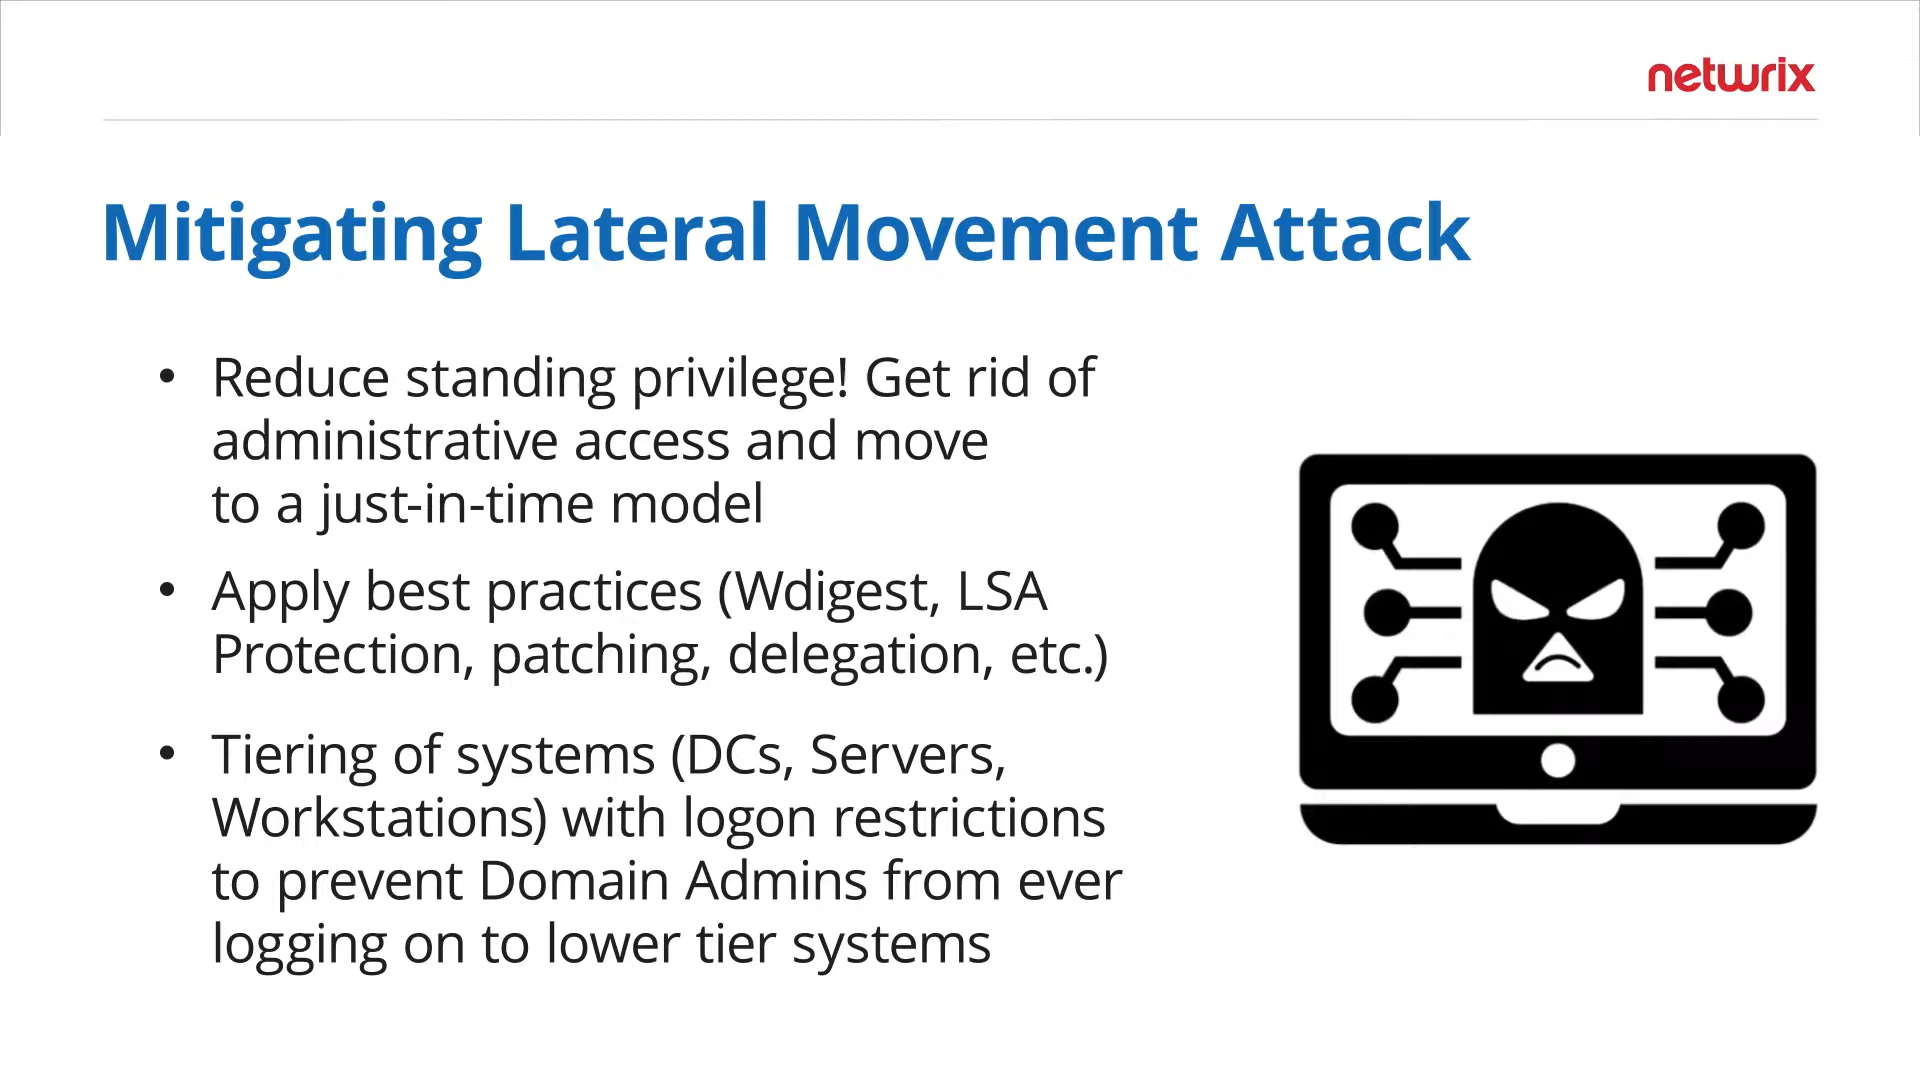 netwrix
Mitigating Lateral Movement Attack
• Reduce standing privilege! Get rid of
administrative access and move
to a just-in-time model
• Apply best practices (Wdigest, LSA
Protection, patching, delegation, etc.)
• Tiering of systems (DCs, Servers,
Workstations) with logon restrictions
to prevent Domain Admins from ever
logging on to lower tier systems